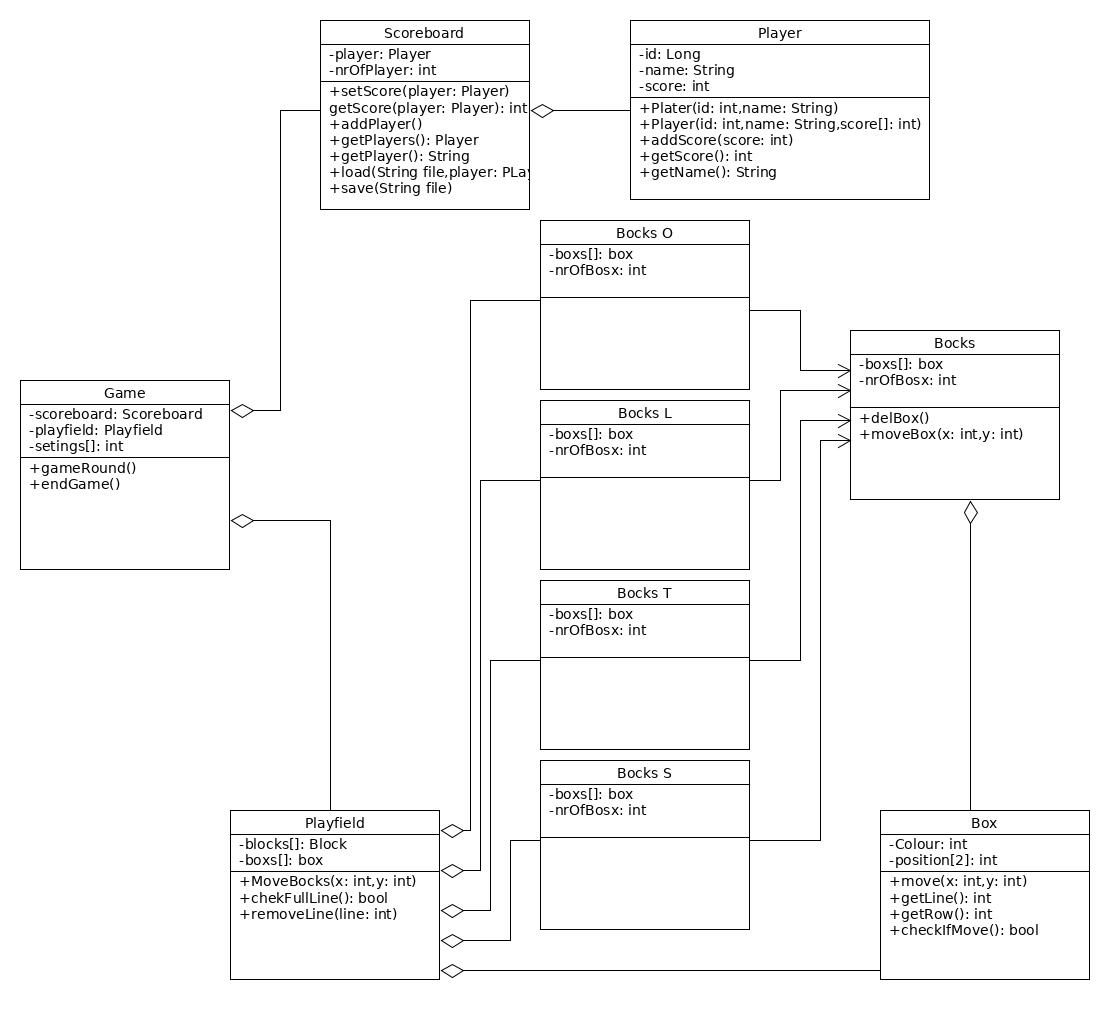 Scoreboard
-player: Player
-nrOfPlayer: int
+setScore(player: Player)
getScore(player: Player): int
+addPlayer()
+getPlayers(): Player
+getPlayer(): String
+load(String file,player: PLay
+save(String file)
Player
-id: Long
-name: String
-score: int
+Plater(id: int,name: String)
+Player(id: int,name: String,score[]: int)
+addScore(score: int)
+getScore(): int
+getName(): String
Bocks O
-boxs[]: box
-nrOfBosx: int
Bocks
-boxs[]: box
-nrOfBosx: int
+delBox()
+moveBox(x: int,y: int)
Game
-scoreboard: Scoreboard
-playfield: Playfield
-setings[]: int
+gameRound()
+endGame()
Bocks L
-boxs[]: box
-nrOfBosx: int
Bocks T
-boxs[]: box
-nrOfBosx: int
Bocks S
-boxs[]: box
-nrOfBosx: int
Playfield
-blocks[]: Block
-boxs[]: box
+MoveBocks(x: int,y: int)
+chekFullLine(): bool
+removeLine(line: int)
Box
-Colour: int
-position[2]: int
+move(x: int,y: int)
+getLine(): int
+getRow(): int
+checkIfMove(): bool